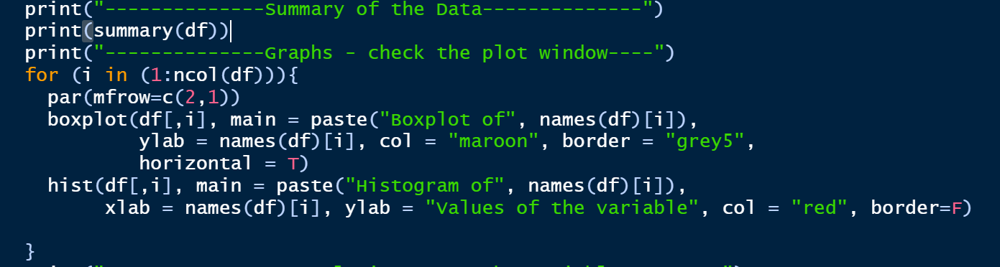 print("--------------Summary of the Data--------------")
print(summary(df))
print("--------------Graphs - check the plot window----")
for (i in (1:ncol(df))){
  par(mfrow=c(2,1))
  boxplot(df[,i], main = paste("Boxplot of", names(df)[i]),
          ylab = names(df)[i], col = "maroon", border = "grey5",
          horizontal = T)
  hist(df[,i], main = paste("Histogram of", names(df)[i]),
       xlab = names(df)[i], ylab = "Values of the variable", col = "red", border=F)
}